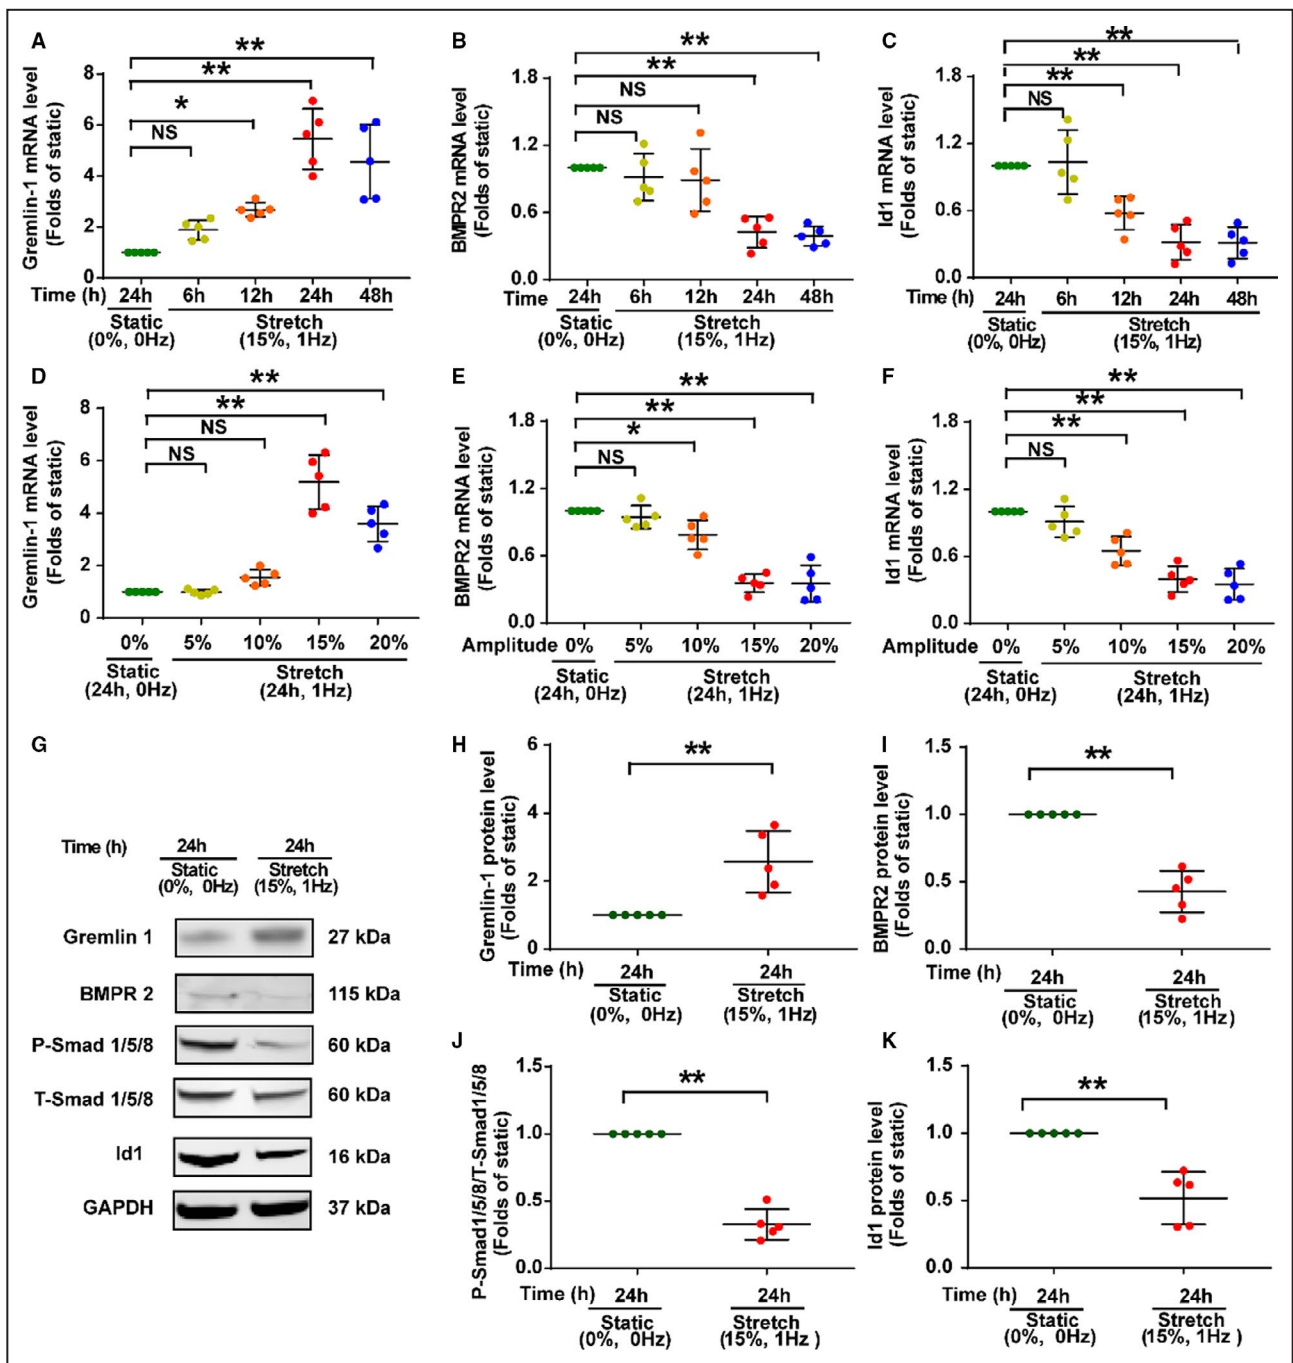 A
Gremlin-1 mRNA level
(Folds of static)
8
6
4
2
0
NS
*
**
**
Time (h) 24h 6h 12h 24h 48h
Static Stretch
(0%, 0Hz) (15%, 1Hz)
B
BMPR2 mRNA level
(Folds of static)
1.8
1.2
0.6
0.0
NS
NS
**
**
Time 24h 6h 12h 24h 48h
Static Stretch
(0%, 0Hz) (15%, 1Hz)
C
Id1 mRNA level
(Folds of static)
1.8
1.2
0.6
0.0
NS
**
**
**
Time (h) 24h 6h 12h 24h 48h
Static Stretch
(0%, 0Hz) (15%, 1Hz)
D
Gremlin-1 mRNA level
(Folds of static)
8
6
4
2
0
NS
NS
**
**
0% 5% 10% 15% 20%
Static Stretch
(24h, 0Hz) (24h, 1Hz)
E
BMPR2 mRNA level
(Folds of static)
1.8
1.2
0.6
0.0
NS
*
**
**
Amplitude 0% 5% 10% 15% 20%
Static Stretch
(24h, 0Hz) (24h, 1Hz)
F
Id1 mRNA level
(Folds of static)
1.8
1.2
0.6
0.0
NS
**
**
**
Amplitude 0% 5% 10% 15% 20%
Static Stretch
(24h, 0Hz) (24h, 1Hz)
G
Time (h) 24h 24h
Static Stretch
(0%, 0Hz) (15%, 1Hz)
Gremlin 1 27 kDa
BMPR 2 115 kDa
P-Smad 1/5/8 60 kDa
T-Smad 1/5/8 60 kDa
Id1 16 kDa
GAPDH 37 kDa
H
Gremlin-1 protein level
(Folds of static)
6
4
2
0
**
Time (h) 24h 24h
Static Stretch
(0%, 0Hz) (15%, 1Hz)
I
BMPR2 protein level
(Folds of static)
1.5
1.0
0.5
0.0
**
Time (h) 24h 24h
Static Stretch
(0%, 0Hz) (15%, 1Hz)
J
P-Smad1/5/8/T-Smad1/5/8
(Folds of static)
1.5
1.0
0.5
0.0
**
Time (h) 24h 24h
Static Stretch
(0%, 0Hz) (15%, 1Hz )
K
Id1 protein level
(Folds of static)
1.5
1.0
0.5
0.0
**
Time (h) 24h 24h
Static Stretch
(0%, 0Hz) (15%, 1Hz )